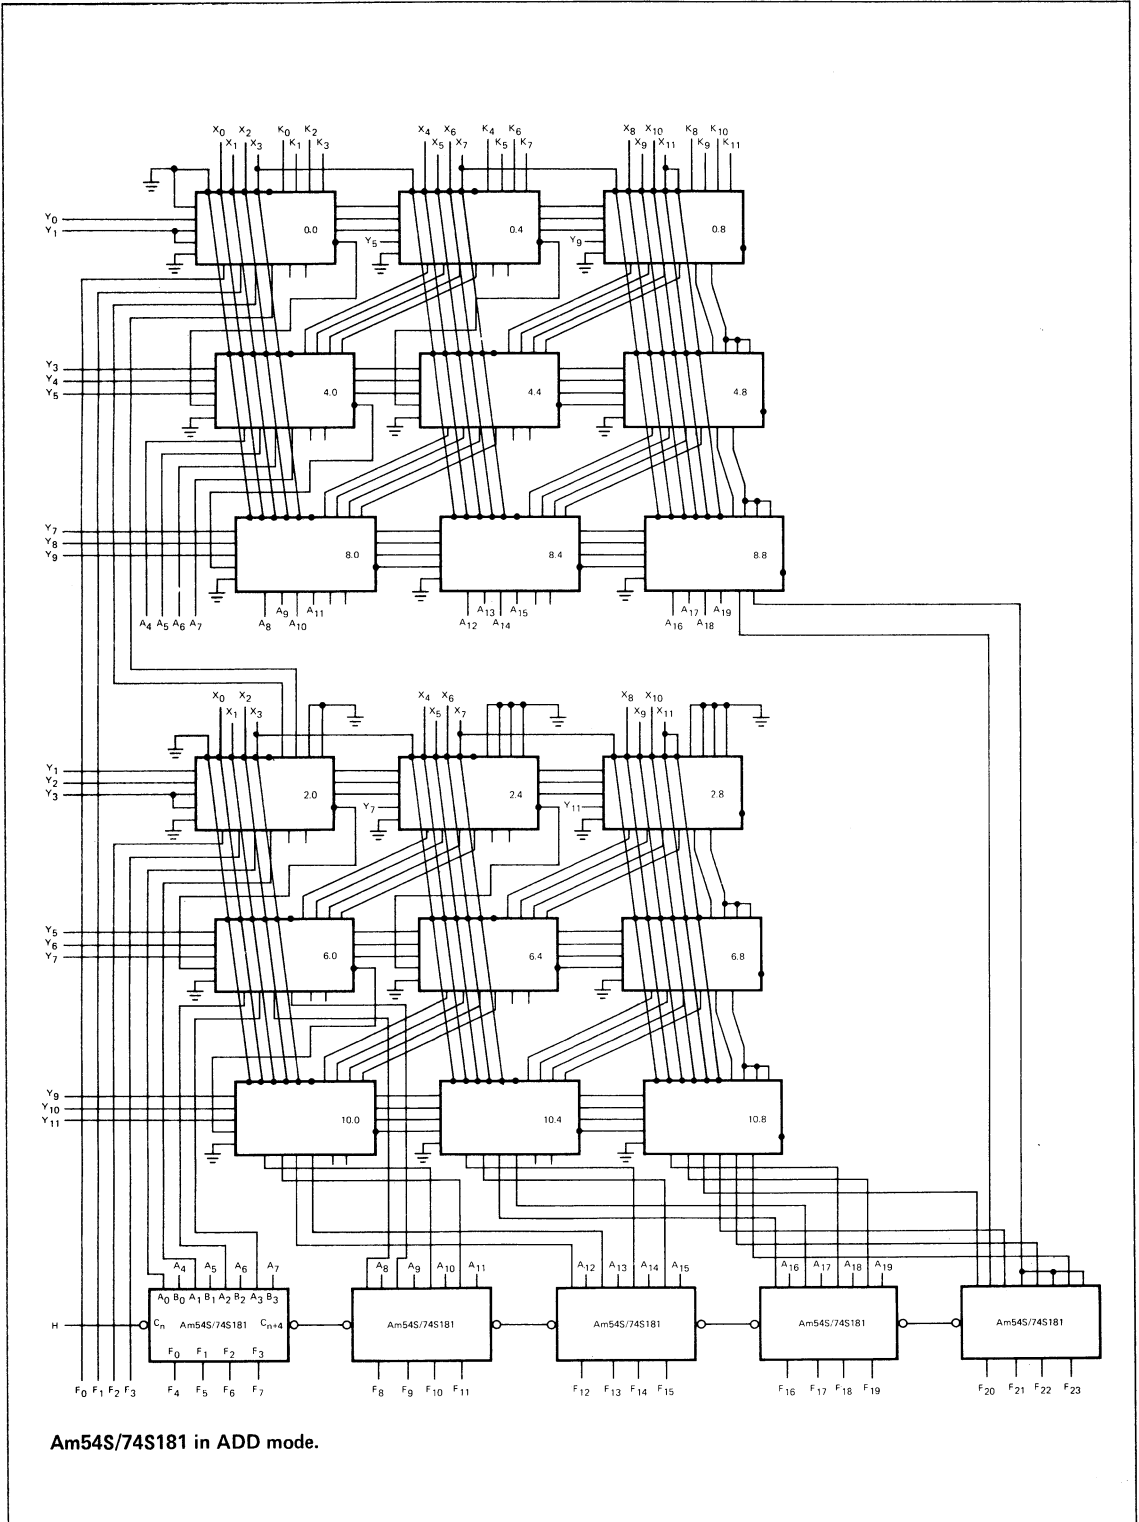 X0 X2 K0 K2 X4 X6 K4 K6 X8 X10 K8 K10
X1 X3 K1 K3 X5 X7 K5 K7 X9 X11 K9 K11
Y0
Y1
0.0 0.4 0.8
Y5 Y9
Y3
Y4
Y5
4.0 4.4 4.8
Y7
Y8
Y9
8.0 8.4 8.8
A4 A5 A6 A7 A8 A9 A10 A11 A12 A13 A14 A15 A16 A17 A18 A19
X0 X2 X4 X6 X8 X10
X1 X3 X5 X7 X9 X11
Y1
Y2
Y3
2.0 2.4 2.8
Y7 Y11
Y5
Y6
Y7
6.0 6.4 6.8
Y9
Y10
Y11
10.0 10.4 10.8
A4 A5 A6 A7 A8 A9 A10 A11 A12 A13 A14 A15 A16 A17 A18 A19
A0 B0 A1 B1 A2 B2 A3 B3
H Cn Am54S/74S181 Cn+4 Am54S/74S181 Am54S/74S181 Am54S/74S181 Am54S/74S181
F0 F1 F2 F3
F0 F1 F2 F3 F4 F5 F6 F7 F8 F9 F10 F11 F12 F13 F14 F15 F16 F17 F18 F19 F20 F21 F22 F23
Am54S/74S181 in ADD mode.